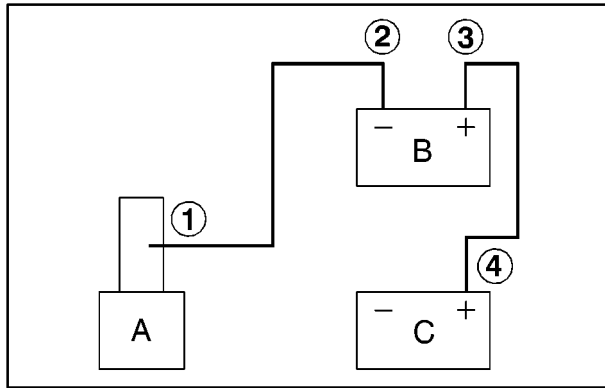 ② ③
− +
B
①
④
− +
A C